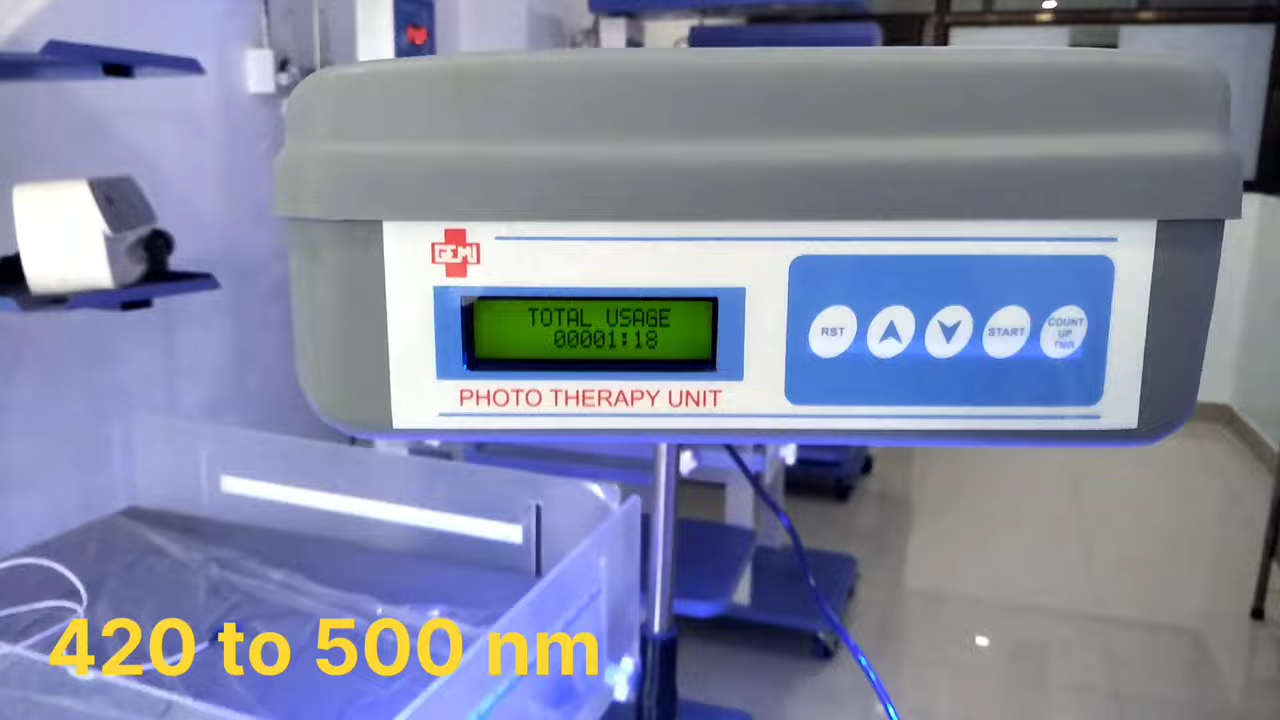 GEMI
TOTAL USAGE
00001:18
PHOTO THERAPY UNIT
RST
START
COUNT
UP
TMR
420 to 500 nm